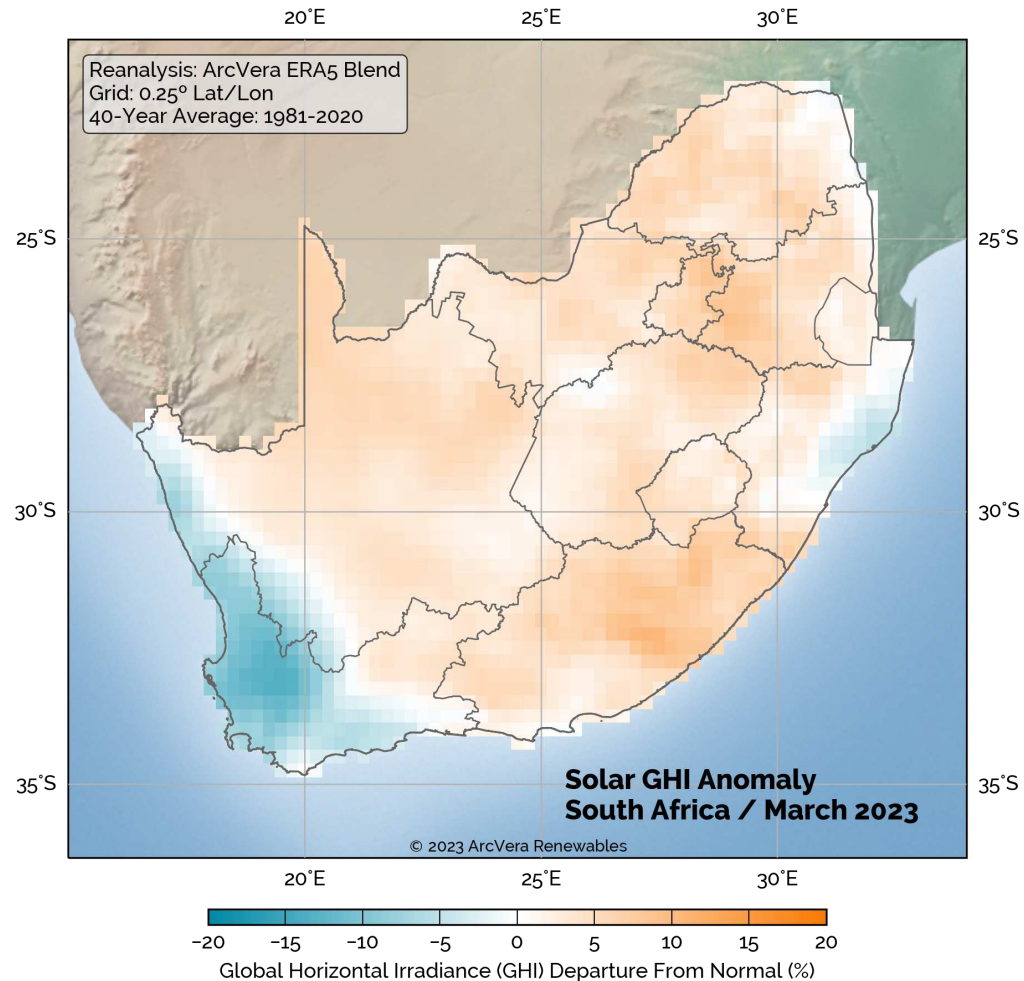 20°E 25°E 30°E
Reanalysis: ArcVera ERA5 Blend
Grid: 0.25º Lat/Lon
40-Year Average: 1981-2020
25°S 25°S
30°S 30°S
35°S 35°S
Solar GHI Anomaly
South Africa / March 2023
© 2023 ArcVera Renewables
20°E 25°E 30°E
−20 −15 −10 −5 0 5 10 15 20
Global Horizontal Irradiance (GHI) Departure From Normal (%)